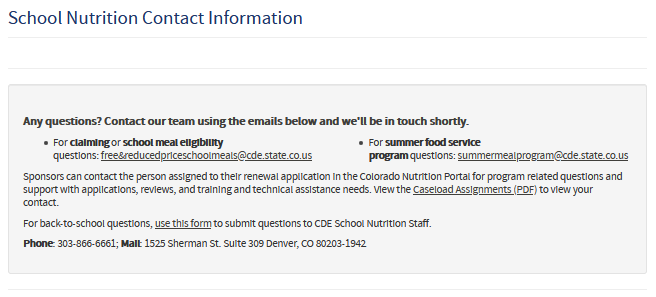 School Nutrition Contact Information
Any questions? Contact our team using the emails below and we'll be in touch shortly.
For claiming or school meal eligibility
questions: free&reducedpriceschoolmeals@cde.state.co.us
For summer food service
program questions: summermealprogram@cde.state.co.us
Sponsors can contact the person assigned to their renewal application in the Colorado Nutrition Portal for program related questions and
support with applications, reviews, and training and technical assistance needs. View the Caseload Assignments (PDF) to view your
contact.
For back-to-school questions, use this form to submit questions to CDE School Nutrition Staff.
Phone: 303-866-6661; Mail: 1525 Sherman St. Suite 309 Denver, CO 80203-1942